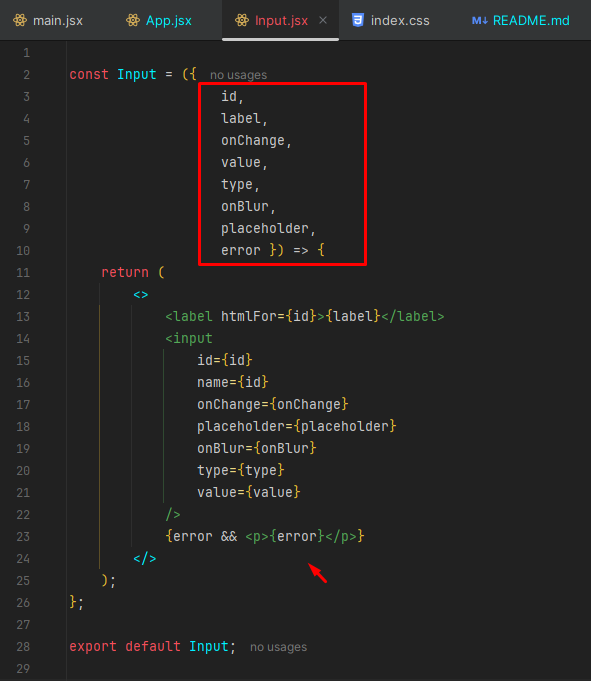 main.jsx App.jsx Input.jsx × index.css M↓ README.md
1
2 const Input = ({ no usages
3 id,
4 label,
5 onChange,
6 value,
7 type,
8 onBlur,
9 placeholder,
10 error }) => {
11 return (
12 <>
13 <label htmlFor={id}>{label}</label>
14 <input
15 id={id}
16 name={id}
17 onChange={onChange}
18 placeholder={placeholder}
19 onBlur={onBlur}
20 type={type}
21 value={value}
22 />
23 {error && <p>{error}</p>}
24 </>
25 );
26 };
27
28 export default Input; no usages
29